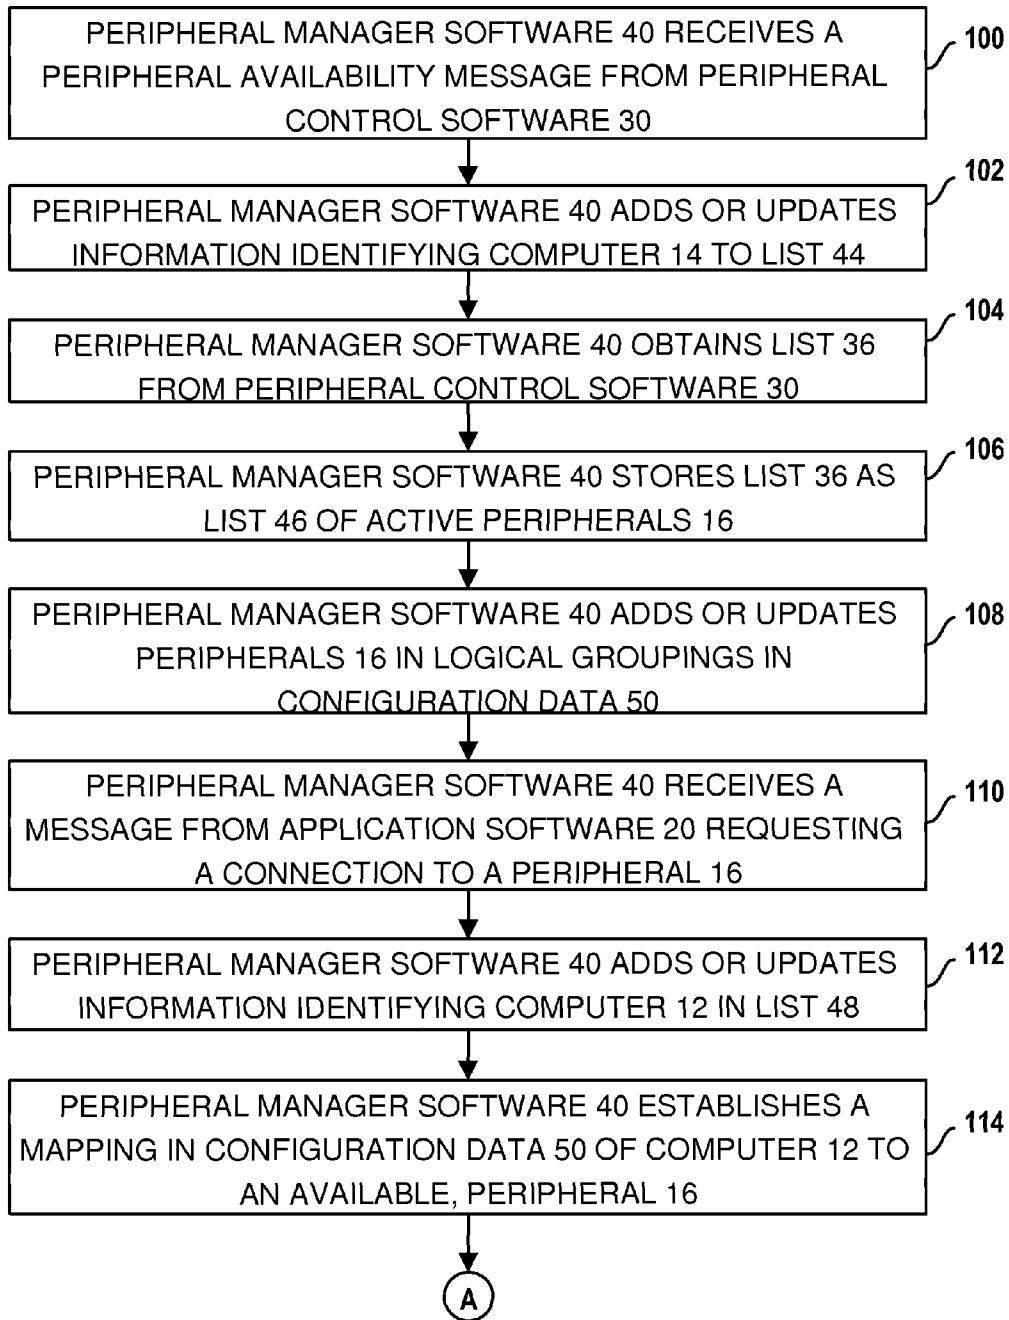 PERIPHERAL MANAGER SOFTWARE 40 RECEIVES A
PERIPHERAL AVAILABILITY MESSAGE FROM PERIPHERAL
CONTROL SOFTWARE 30
100
PERIPHERAL MANAGER SOFTWARE 40 ADDS OR UPDATES
INFORMATION IDENTIFYING COMPUTER 14 TO LIST 44
102
PERIPHERAL MANAGER SOFTWARE 40 OBTAINS LIST 36
FROM PERIPHERAL CONTROL SOFTWARE 30
104
PERIPHERAL MANAGER SOFTWARE 40 STORES LIST 36 AS
LIST 46 OF ACTIVE PERIPHERALS 16
106
PERIPHERAL MANAGER SOFTWARE 40 ADDS OR UPDATES
PERIPHERALS 16 IN LOGICAL GROUPINGS IN
CONFIGURATION DATA 50
108
PERIPHERAL MANAGER SOFTWARE 40 RECEIVES A
MESSAGE FROM APPLICATION SOFTWARE 20 REQUESTING
A CONNECTION TO A PERIPHERAL 16
110
PERIPHERAL MANAGER SOFTWARE 40 ADDS OR UPDATES
INFORMATION IDENTIFYING COMPUTER 12 IN LIST 48
112
PERIPHERAL MANAGER SOFTWARE 40 ESTABLISHES A
MAPPING IN CONFIGURATION DATA 50 OF COMPUTER 12 TO
AN AVAILABLE, PERIPHERAL 16
114
A